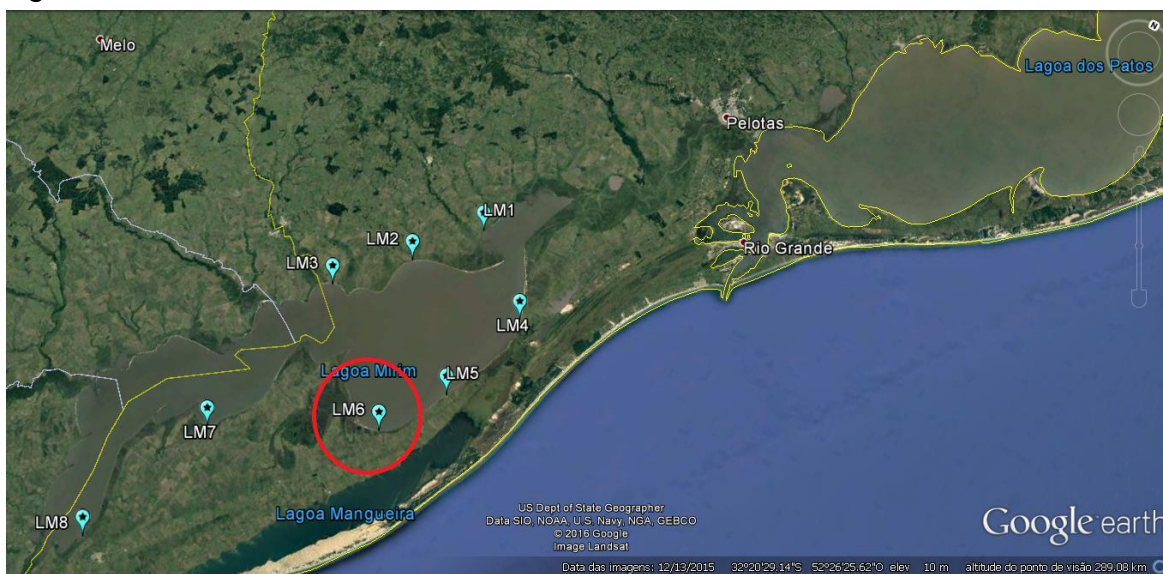 Melo
Lagoa dos Patos
Pelotas
LM1
LM2
Rio Grande
LM3
LM4
Lagoa Mirim
LM5
LM6
LM7
Lagoa Mangueira
LM8
US Dept of State Geographer
Data SIO, NOAA, U.S. Navy, NGA, GEBCO
© 2016 Google
Image Landsat
Google earth
Data das imagens: 12/13/2015 32°20'29.14"S 52°26'25.62"O elev 10 m altitude do ponto de visão 289.08 km
N